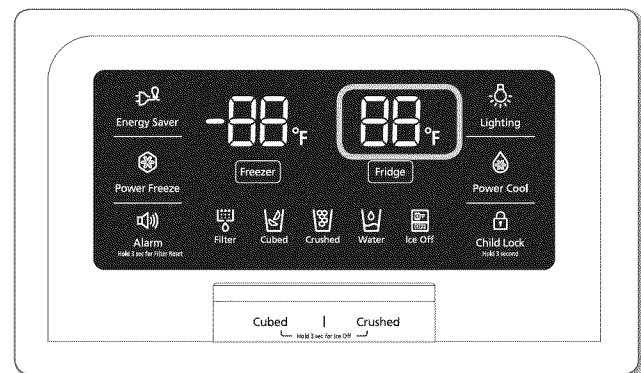 Energy Saver
-88°F
88°F
Lighting
Power Freeze
Freezer
Fridge
Power Cool
Alarm
Hold 3 sec for Filter Reset
Filter
Cubed
Crushed
Water
Ice Off
Child Lock
Hold 3 second
Cubed | Crushed
Hold 3 sec for Ice Off